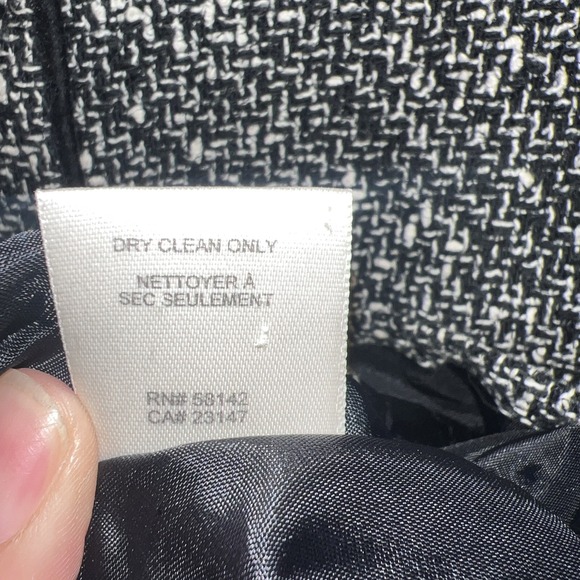 DRY CLEAN ONLY
NETTOYER À
SEC SEULEMENT
RN# 58142
CA# 23147